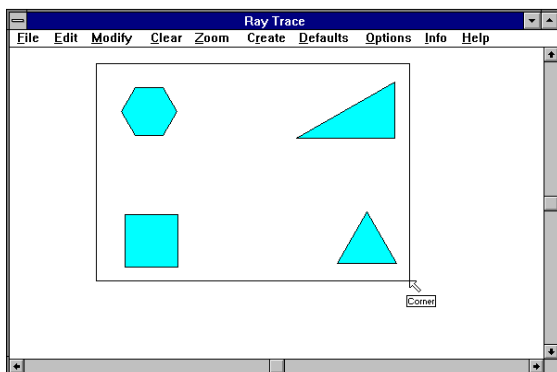 Ray Trace
File Edit Modify Clear Zoom Create Defaults Options Info Help
Corner